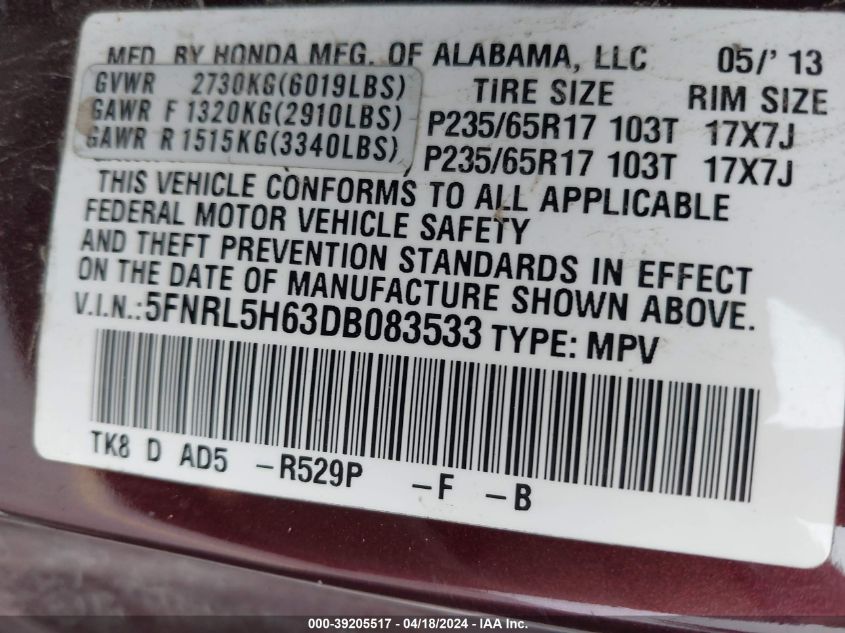 MFD. BY HONDA MFG. OF ALABAMA, LLC 05/' 13
GVWR 2730KG(6019LBS) TIRE SIZE RIM SIZE
GAWR F 1320KG(2910LBS) P235/65R17 103T 17X7J
GAWR R 1515KG(3340LBS) P235/65R17 103T 17X7J
THIS VEHICLE CONFORMS TO ALL APPLICABLE
FEDERAL MOTOR VEHICLE SAFETY
AND THEFT PREVENTION STANDARDS IN EFFECT
ON THE DATE OF MANUFACTURE SHOWN ABOVE.
V.I.N.: 5FNRL5H63DB083533 TYPE: MPV
TK8 D AD5 -R529P -F -B
000-39205517 - 04/18/2024 - IAA Inc.